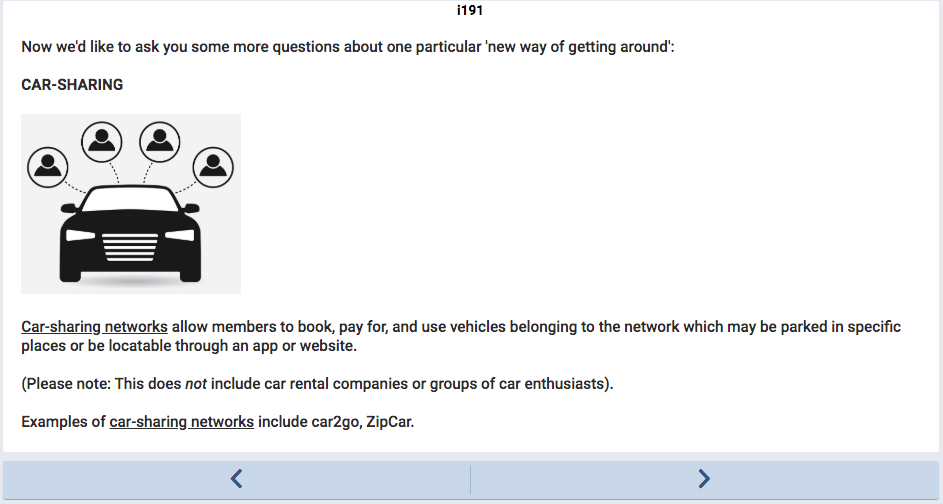 i191
Now we'd like to ask you some more questions about one particular 'new way of getting around':
CAR-SHARING
Car-sharing networks allow members to book, pay for, and use vehicles belonging to the network which may be parked in specific
places or be locatable through an app or website.
(Please note: This does not include car rental companies or groups of car enthusiasts).
Examples of car-sharing networks include car2go, ZipCar.